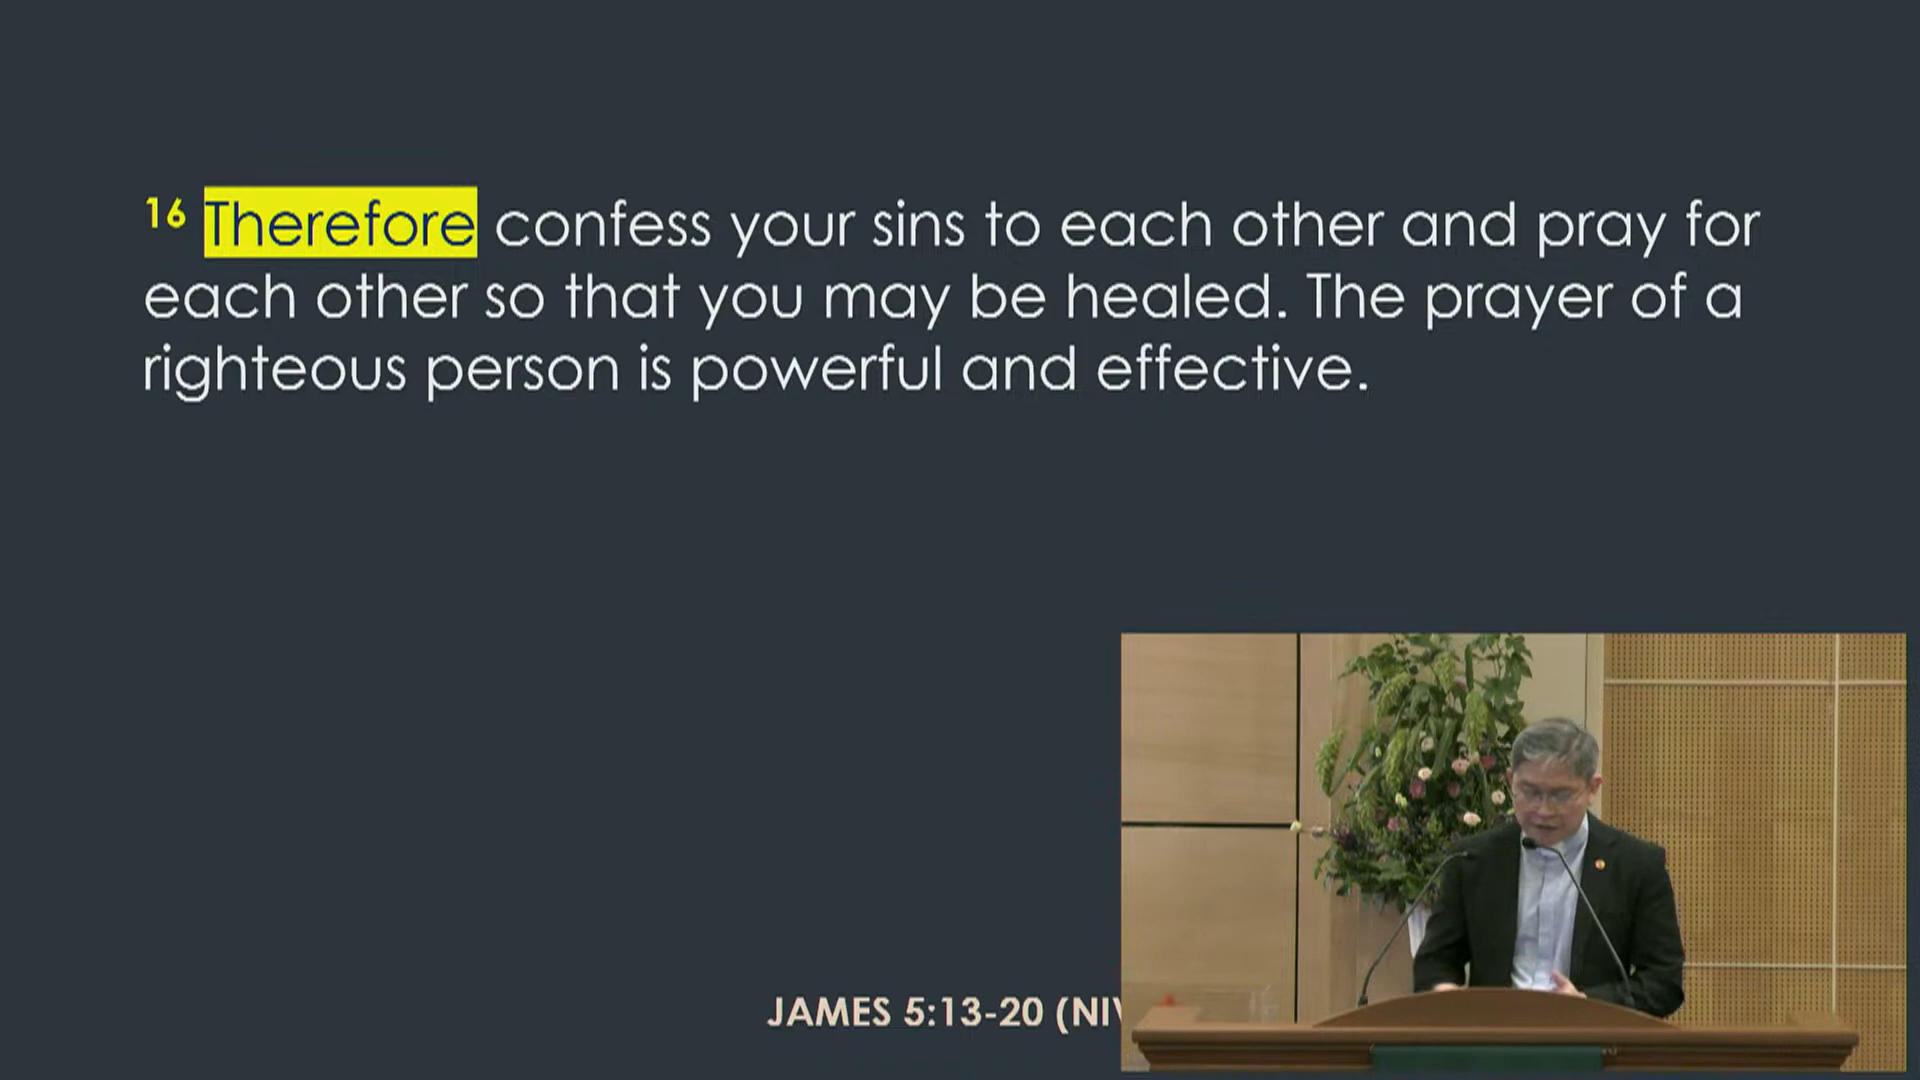 16 Therefore confess your sins to each other and pray for
each other so that you may be healed. The prayer of a
righteous person is powerful and effective.
JAMES 5:13-20 (NIV